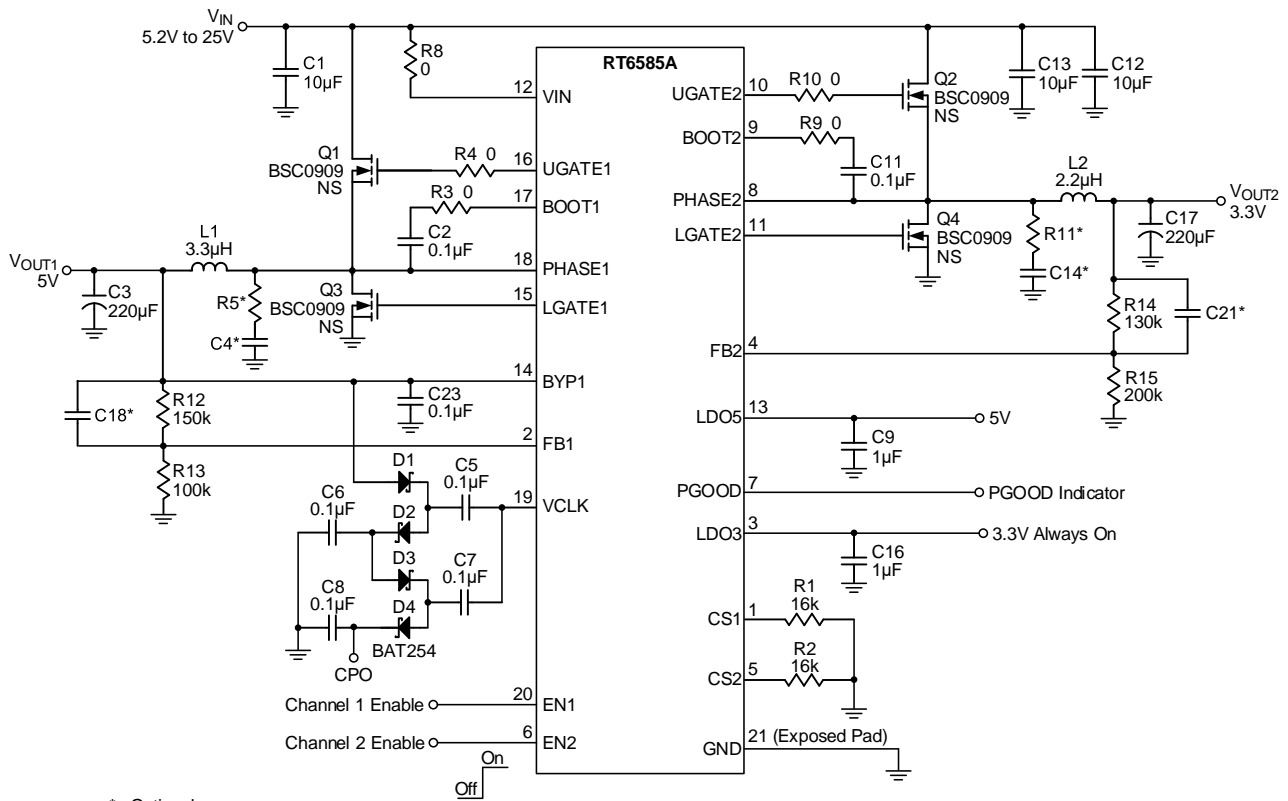 VIN
5.2V to 25V
C1
10µF
R8
0
RT6585A
12
VIN
Q1
BSC0909
NS
R4 0
16
UGATE1
R3 0
17
BOOT1
C2
0.1µF
L1
3.3µH
VOUT1
5V
18
PHASE1
C3
220µF
R5*
C4*
Q3
BSC0909
NS
15
LGATE1
14
BYP1
C18*
R12
150k
C23
0.1µF
2
FB1
R13
100k
D1
C5
0.1µF
19
VCLK
C6
0.1µF
D2
D3
C7
0.1µF
C8
0.1µF
D4
BAT254
CPO
Channel 1 Enable
20
EN1
Channel 2 Enable
6
EN2
On
Off
UGATE2
10
R10 0
Q2
BSC0909
NS
C13
10µF
C12
10µF
BOOT2
9
R9 0
C11
0.1µF
PHASE2
8
L2
2.2µH
VOUT2
3.3V
C17
220µF
LGATE2
11
Q4
BSC0909
NS
R11*
C14*
R14
130k
C21*
FB2
4
R15
200k
LDO5
13
5V
C9
1µF
PGOOD
7
PGOOD Indicator
LDO3
3
3.3V Always On
C16
1µF
CS1
1
R1
16k
CS2
5
R2
16k
GND
21 (Exposed Pad)